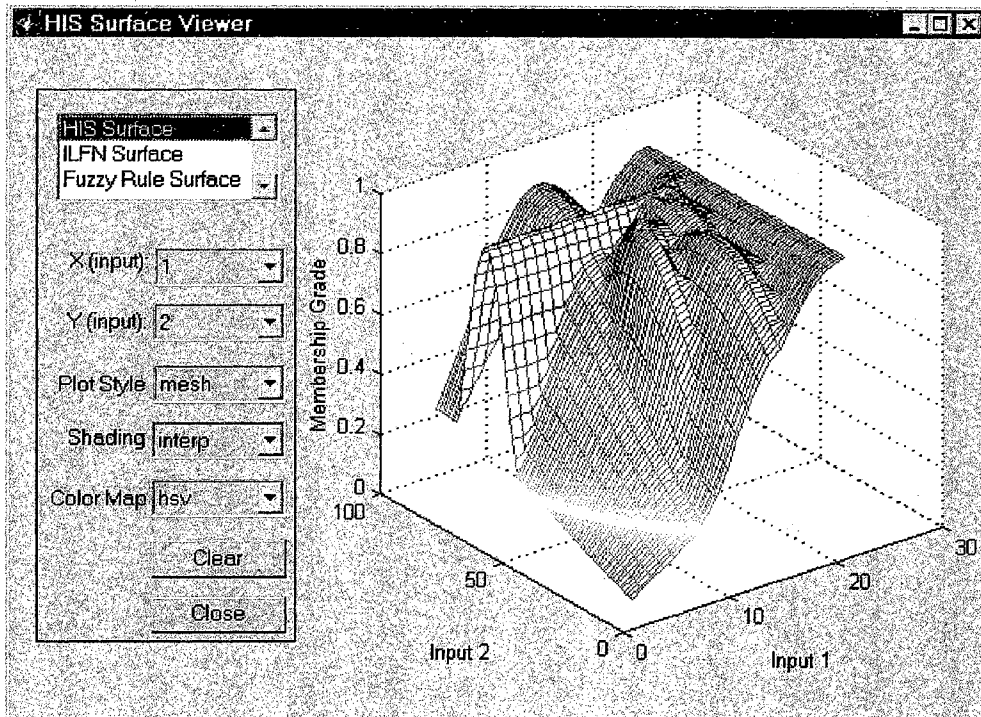 HIS Surface Viewer
HIS Surface
ILFN Surface
Fuzzy Rule Surface
X (input) 1
Y (input) 2
Plot Style mesh
Shading interp
Color Map hsv
Clear
Close
Membership Grade
1
0.8
0.6
0.4
0.2
0
100
50
0
Input 2
0
10
20
30
Input 1